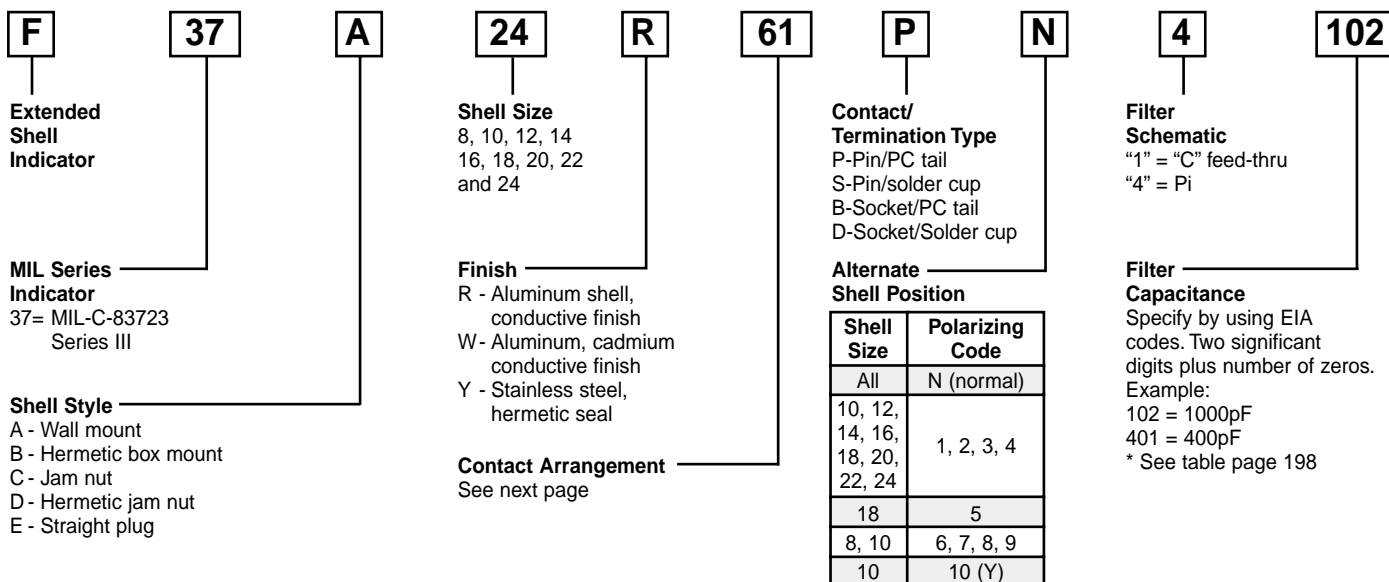 F 37 A 24 R 61 P N 4 102
Extended
Shell
Indicator
MIL Series
Indicator
37= MIL-C-83723
Series III
Shell Style
A - Wall mount
B - Hermetic box mount
C - Jam nut
D - Hermetic jam nut
E - Straight plug
Shell Size
8, 10, 12, 14
16, 18, 20, 22
and 24
Finish
R - Aluminum shell,
conductive finish
W- Aluminum, cadmium
conductive finish
Y - Stainless steel,
hermetic seal
Contact Arrangement
See next page
Contact/
Termination Type
P-Pin/PC tail
S-Pin/solder cup
B-Socket/PC tail
D-Socket/Solder cup
Alternate
Shell Position
Shell Size Polarizing Code
All N (normal)
10, 12,
14, 16,
18, 20,
22, 24
1, 2, 3, 4
18 5
8, 10 6, 7, 8, 9
10 10 (Y)
Filter
Schematic
“1” = “C” feed-thru
“4” = Pi
Filter
Capacitance
Specify by using EIA
codes. Two significant
digits plus number of zeros.
Example:
102 = 1000pF
401 = 400pF
* See table page 198